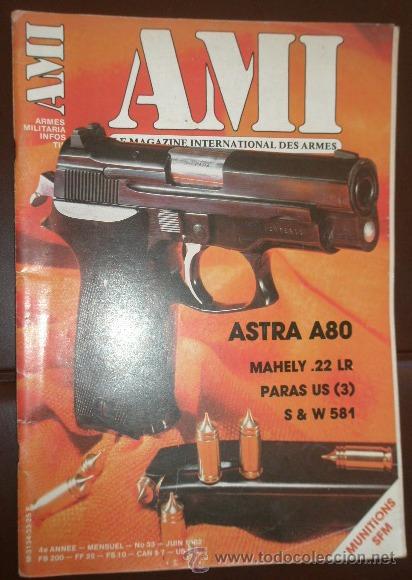 AMI
AMI
ARMES
MILITARIA
INFOS
LE MAGAZINE INTERNATIONAL DES ARMES
ASTRA A80
MAHELY .22 LR
PARAS US (3)
S & W 581
MUNITIONS
SFM
4e ANNEE – MENSUEL – No 33 – JUIN
FB 200 – FF 25 – FS 10 – CAN $ 7 –
todocoleccion.net